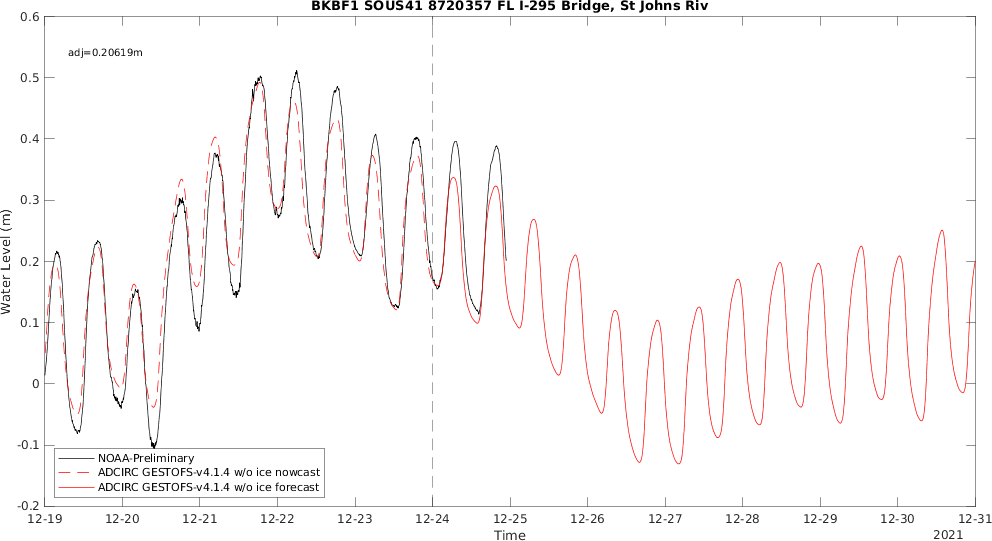 BKBF1 SOUS41 8720357 FL I-295 Bridge, St Johns Riv
0.6
adj=0.20619m
0.5
0.4
0.3
0.2
0.1
0
-0.1
-0.2
Water Level (m)
NOAA-Preliminary
ADCIRC GESTOFS-v4.1.4 w/o ice nowcast
ADCIRC GESTOFS-v4.1.4 w/o ice forecast
12-19 12-20 12-21 12-22 12-23 12-24 12-25 12-26 12-27 12-28 12-29 12-30 12-31
Time
2021